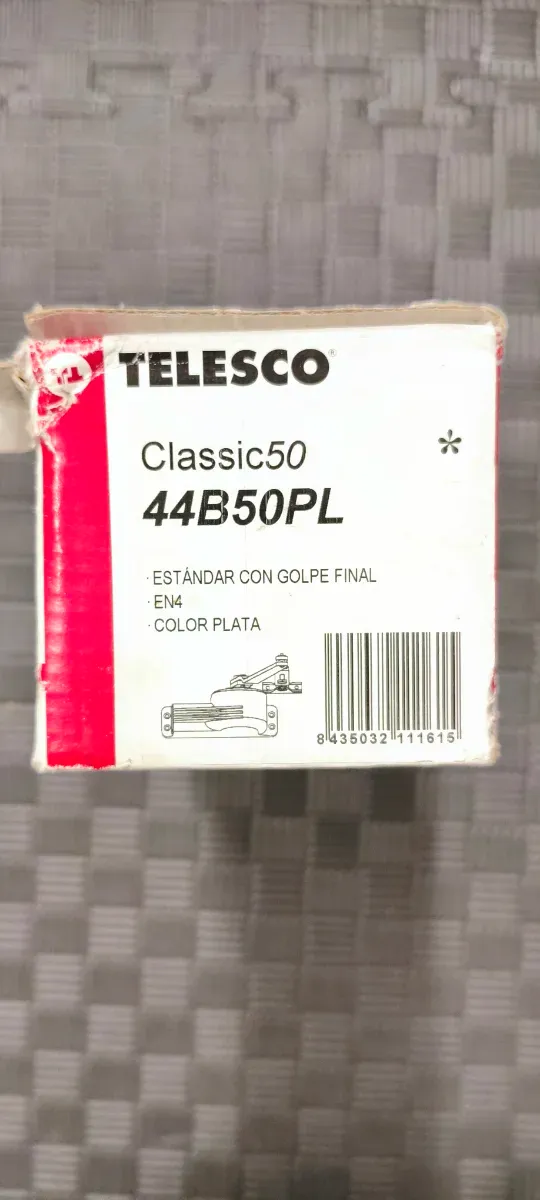 TELESCO®
Classic50
*
44B50PL
· ESTÁNDAR CON GOLPE FINAL
· EN4
· COLOR PLATA
8 435032 111615